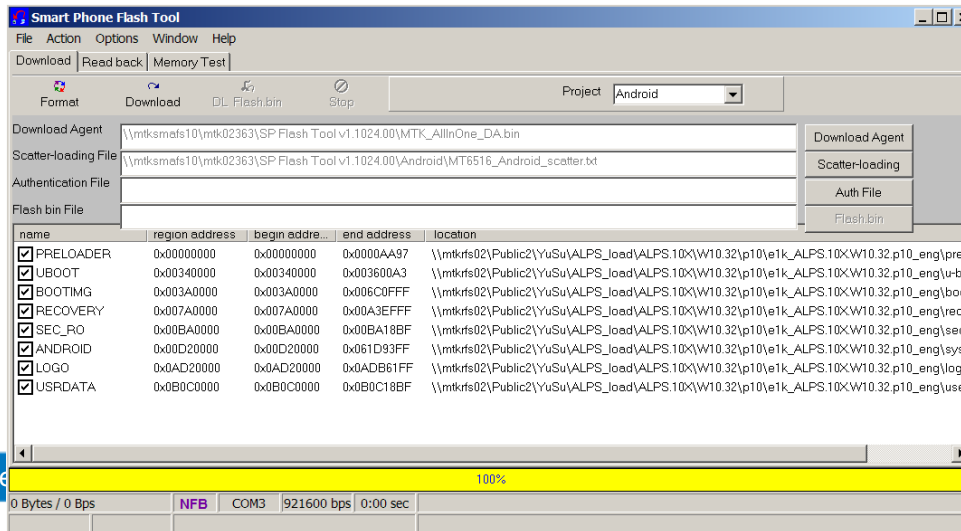 Smart Phone Flash Tool
File Action Options Window Help
Download Read back Memory Test
Format Download DL Flash.bin Stop Project Android
Download Agent \\mtksmafs10\mtk02363\SP Flash Tool v1.1024.00\MTK_AllInOne_DA.bin Download Agent
Scatter-loading File \\mtksmafs10\mtk02363\SP Flash Tool v1.1024.00\Android\MT6516_Android_scatter.txt Scatter-loading
Authentication File Auth File
Flash bin File Flash.bin
name region address begin addre... end address location
PRELOADER 0x00000000 0x00000000 0x0000AA97 \\mtkrfs02\Public2\YuSu\ALPS_load\ALPS.10X\W10.32\p10\e1k_ALPS.10X.W10.32.p10_eng\pre
UBOOT 0x00340000 0x00340000 0x003600A3 \\mtkrfs02\Public2\YuSu\ALPS_load\ALPS.10X\W10.32\p10\e1k_ALPS.10X.W10.32.p10_eng\u-b
BOOTIMG 0x003A0000 0x003A0000 0x006C0FFF \\mtkrfs02\Public2\YuSu\ALPS_load\ALPS.10X\W10.32\p10\e1k_ALPS.10X.W10.32.p10_eng\boo
RECOVERY 0x007A0000 0x007A0000 0x00A3EFFF \\mtkrfs02\Public2\YuSu\ALPS_load\ALPS.10X\W10.32\p10\e1k_ALPS.10X.W10.32.p10_eng\rec
SEC_RO 0x00BA0000 0x00BA0000 0x00BA18BF \\mtkrfs02\Public2\YuSu\ALPS_load\ALPS.10X\W10.32\p10\e1k_ALPS.10X.W10.32.p10_eng\sec
ANDROID 0x00D20000 0x00D20000 0x061D93FF \\mtkrfs02\Public2\YuSu\ALPS_load\ALPS.10X\W10.32\p10\e1k_ALPS.10X.W10.32.p10_eng\sys
LOGO 0x0AD20000 0x0AD20000 0x0ADB61FF \\mtkrfs02\Public2\YuSu\ALPS_load\ALPS.10X\W10.32\p10\e1k_ALPS.10X.W10.32.p10_eng\log
USRDATA 0x0B0C0000 0x0B0C0000 0x0B0C18BF \\mtkrfs02\Public2\YuSu\ALPS_load\ALPS.10X\W10.32\p10\e1k_ALPS.10X.W10.32.p10_eng\use
e
100%
0 Bytes / 0 Bps NFB COM3 921600 bps 0:00 sec